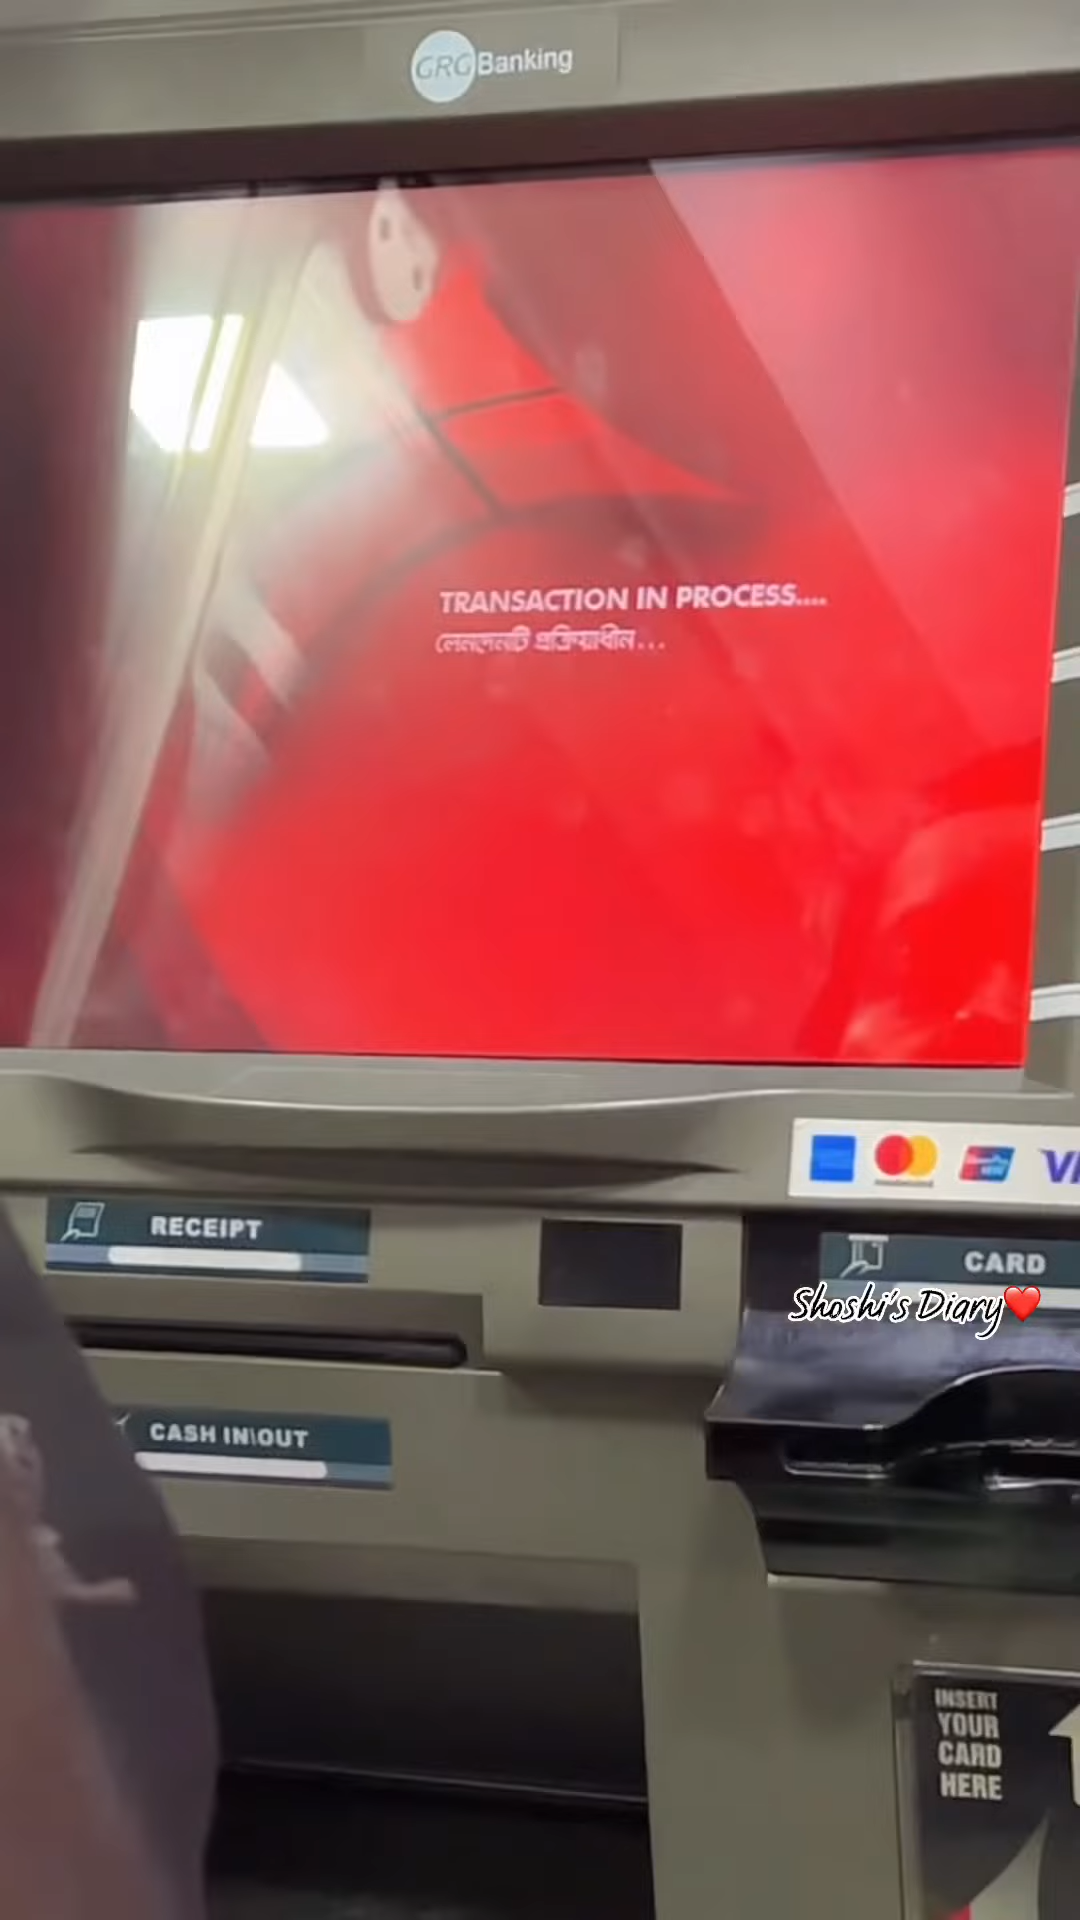 GRG Banking
TRANSACTION IN PROCESS....
লেনদেনটি প্রক্রিয়াধীন...
RECEIPT
CARD
Shoshi's Diary❤️
CASH IN\OUT
INSERT
YOUR
CARD
HERE